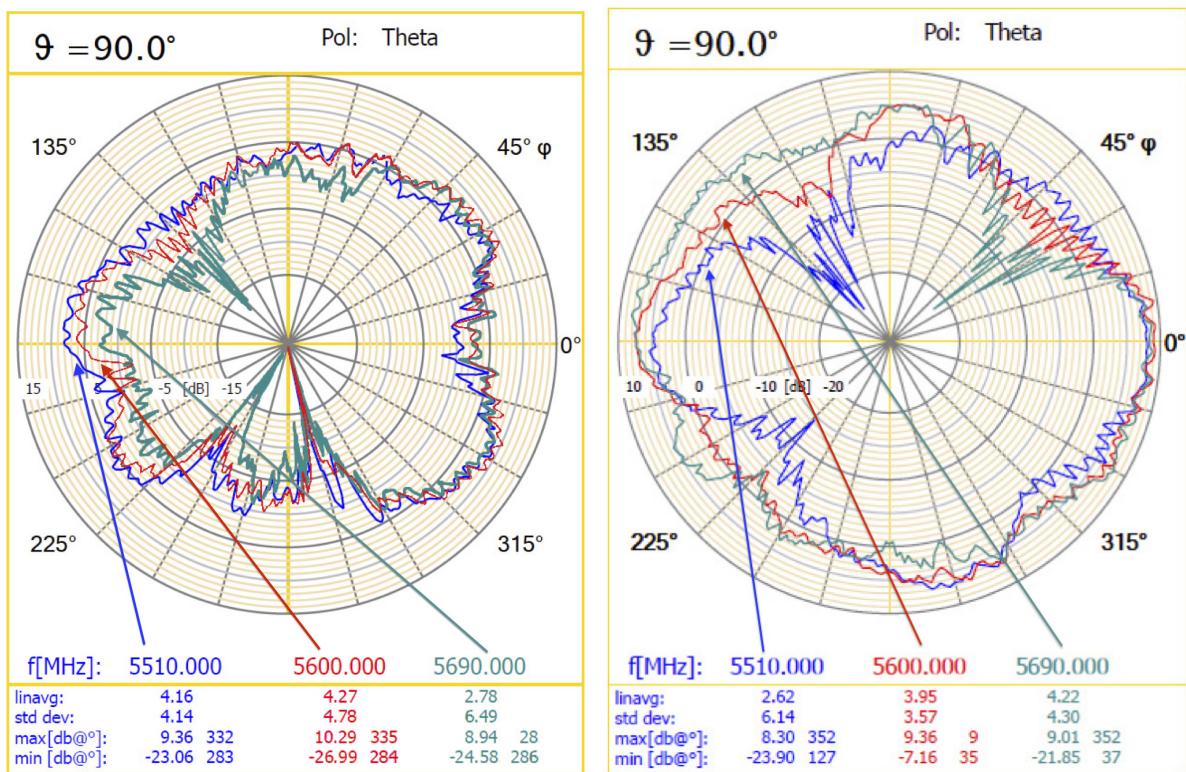 ϑ = 90.0°
Pol: Theta
135°
45° φ
0°
15 -5 [dB] -15
225°
315°
f[MHz]: 5510.000 5600.000 5690.000
linavg: 4.16 4.27 2.78
std dev: 4.14 4.78 6.49
max[db@°]: 9.36 332 10.29 335 8.94 28
min [db@°]: -23.06 283 -26.99 284 -24.58 286
ϑ = 90.0°
Pol: Theta
135°
45° φ
0°
10 0 -10 [dB] -20
225°
315°
f[MHz]: 5510.000 5600.000 5690.000
linavg: 2.62 3.95 4.22
std dev: 6.14 3.57 4.30
max[db@°]: 8.30 352 9.36 9 9.01 352
min [db@°]: -23.90 127 -7.16 35 -21.85 37